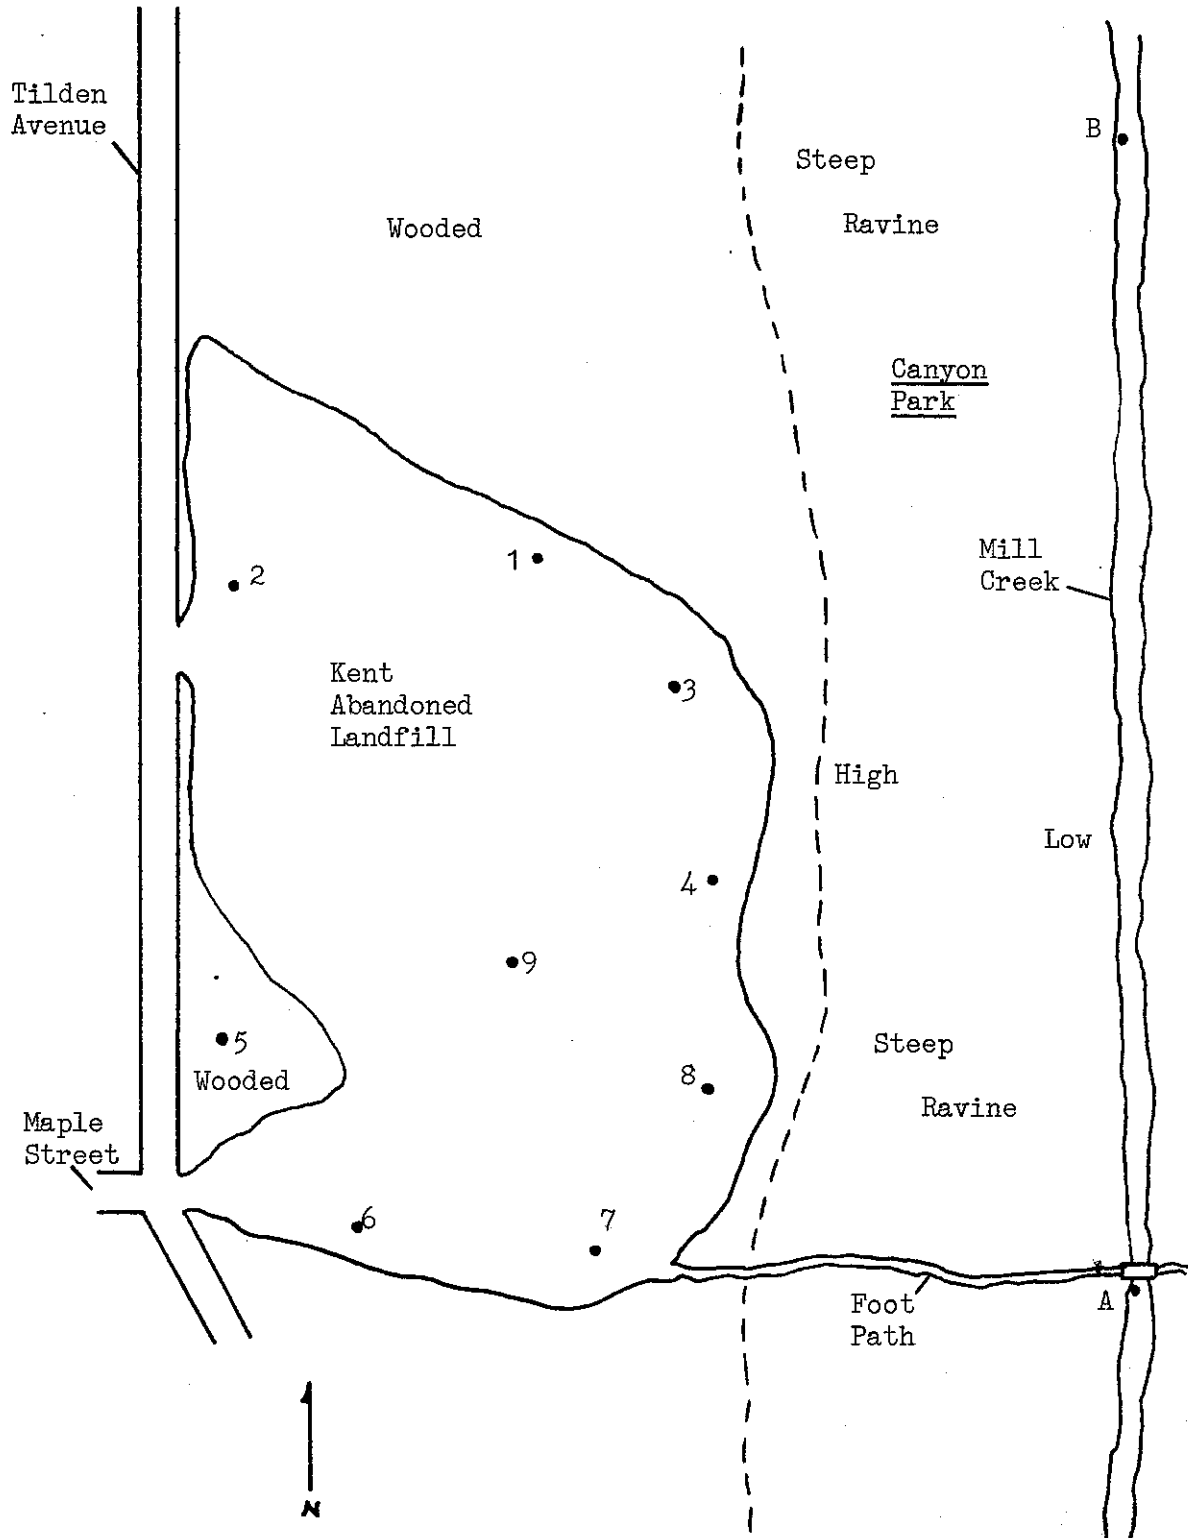 Tilden
Avenue
B
Steep
Ravine
Wooded
Canyon
Park
Mill
Creek
1
2
Kent
Abandoned
Landfill
3
High
Low
4
9
5
Wooded
Steep
Ravine
8
Maple
Street
6
7
A
Foot
Path
N